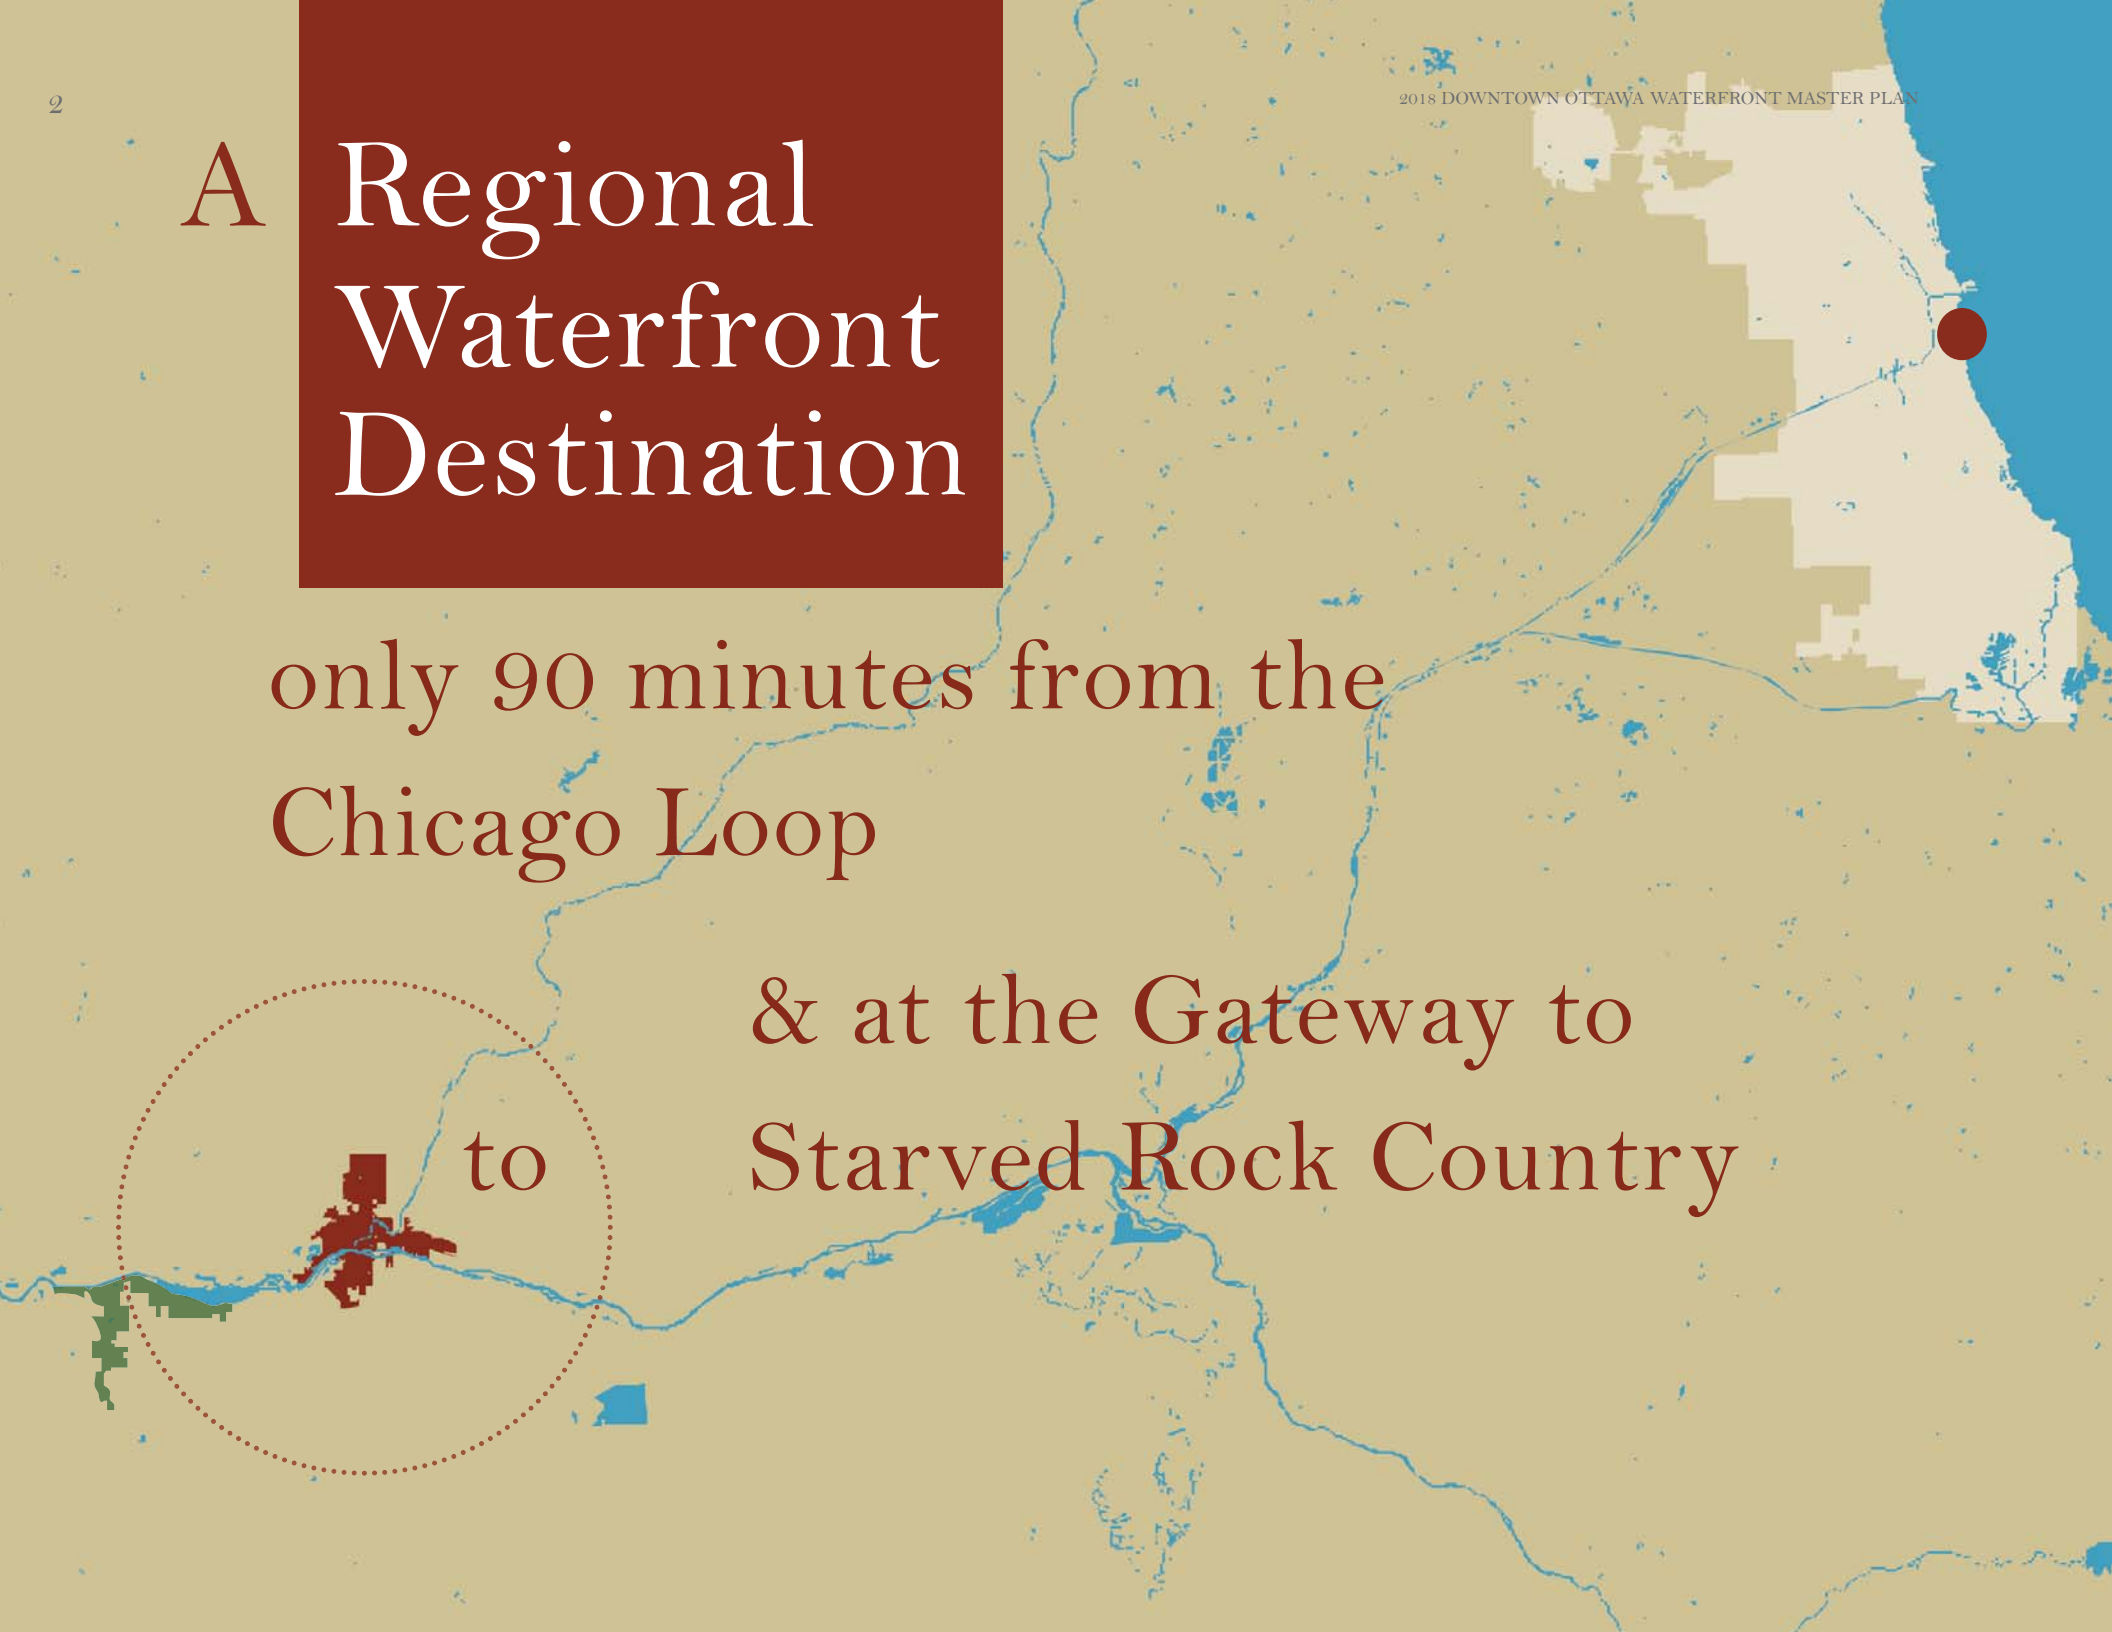 2
2018 DOWNTOWN OTTAWA WATERFRONT MASTER PLAN
A Regional
Waterfront
Destination
only 90 minutes from the
Chicago Loop
& at the Gateway to
to Starved Rock Country